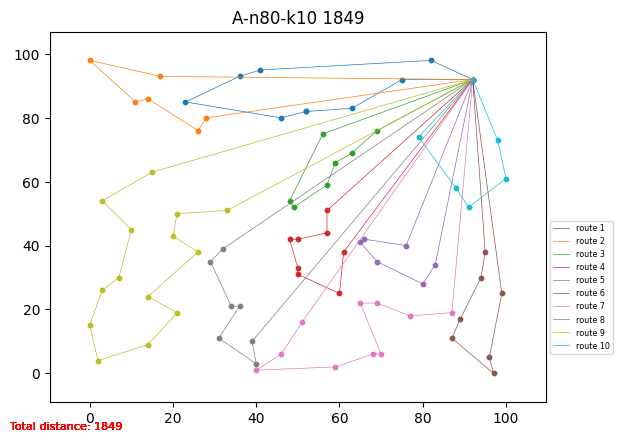 A-n80-k10 1849
100
80
60
40
20
0
0 20 40 60 80 100
route 1
route 2
route 3
route 4
route 5
route 6
route 7
route 8
route 9
route 10
Total distance: 1849